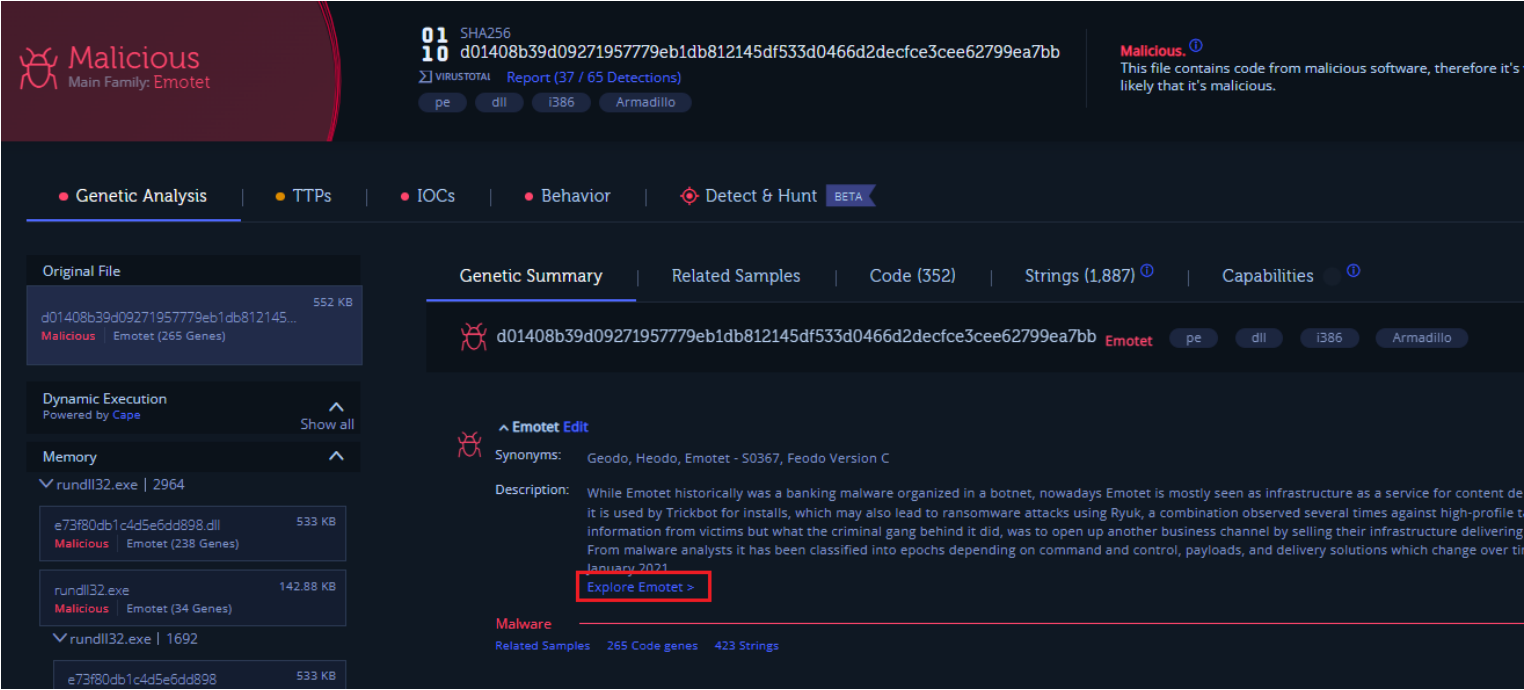 Malicious
Main Family: Emotet
01
10
SHA256
d01408b39d09271957779eb1db812145df533d0466d2decfce3cee62799ea7bb
VIRUSTOTAL Report (37 / 65 Detections)
pe dll i386 Armadillo
Malicious.
This file contains code from malicious software, therefore it's
likely that it's malicious.
Genetic Analysis | TTPs | IOCs | Behavior | Detect & Hunt BETA
Original File
552 KB
d01408b39d09271957779eb1db812145...
Malicious Emotet (265 Genes)
Dynamic Execution
Powered by Cape
Show all
Memory
rundll32.exe | 2964
e73f80db1c4d5e6dd898.dll 533 KB
Malicious Emotet (238 Genes)
rundll32.exe 142.88 KB
Malicious Emotet (34 Genes)
rundll32.exe | 1692
e73f80db1c4d5e6dd898 533 KB
Genetic Summary | Related Samples | Code (352) | Strings (1,887) | Capabilities
d01408b39d09271957779eb1db812145df533d0466d2decfce3cee62799ea7bb Emotet pe dll i386 Armadillo
Emotet Edit
Synonyms: Geodo, Heodo, Emotet - S0367, Feodo Version C
Description: While Emotet historically was a banking malware organized in a botnet, nowadays Emotet is mostly seen as infrastructure as a service for content de
it is used by Trickbot for installs, which may also lead to ransomware attacks using Ryuk, a combination observed several times against high-profile ta
information from victims but what the criminal gang behind it did, was to open up another business channel by selling their infrastructure delivering
From malware analysts it has been classified into epochs depending on command and control, payloads, and delivery solutions which change over ti
January 2021
Explore Emotet >
Malware
Related Samples 265 Code genes 423 Strings